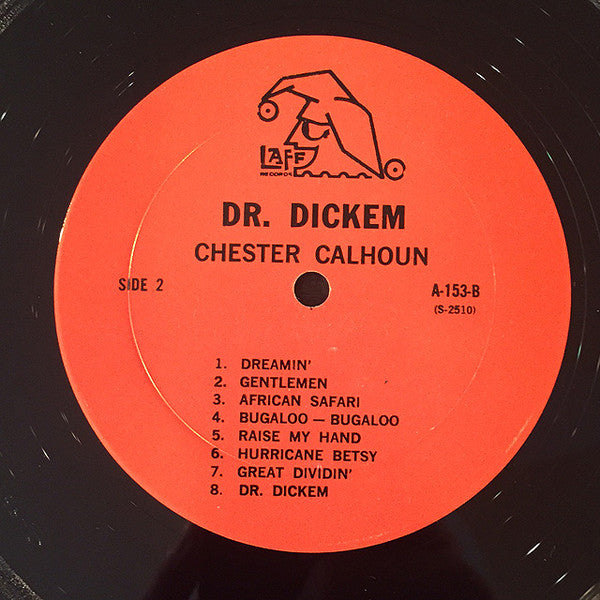 LAFF
RECORDS
DR. DICKEM
CHESTER CALHOUN
SIDE 2
A-153-B
(S-2510)
1. DREAMIN'
2. GENTLEMEN
3. AFRICAN SAFARI
4. BUGALOO — BUGALOO
5. RAISE MY HAND
6. HURRICANE BETSY
7. GREAT DIVIDIN'
8. DR. DICKEM